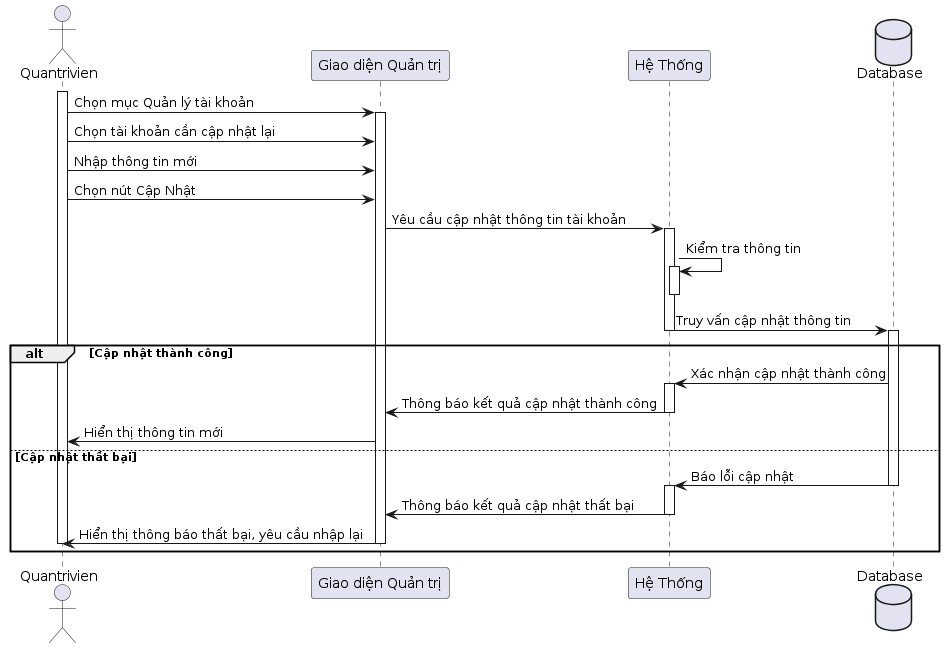 Quantrivien
Giao diện Quản trị
Hệ Thống
Database
Chọn mục Quản lý tài khoản
Chọn tài khoản cần cập nhật lại
Nhập thông tin mới
Chọn nút Cập Nhật
Yêu cầu cập nhật thông tin tài khoản
Kiểm tra thông tin
Truy vấn cập nhật thông tin
alt
[Cập nhật thành công]
Xác nhận cập nhật thành công
Thông báo kết quả cập nhật thành công
Hiển thị thông tin mới
[Cập nhật thất bại]
Báo lỗi cập nhật
Thông báo kết quả cập nhật thất bại
Hiển thị thông báo thất bại, yêu cầu nhập lại
Quantrivien
Giao diện Quản trị
Hệ Thống
Database